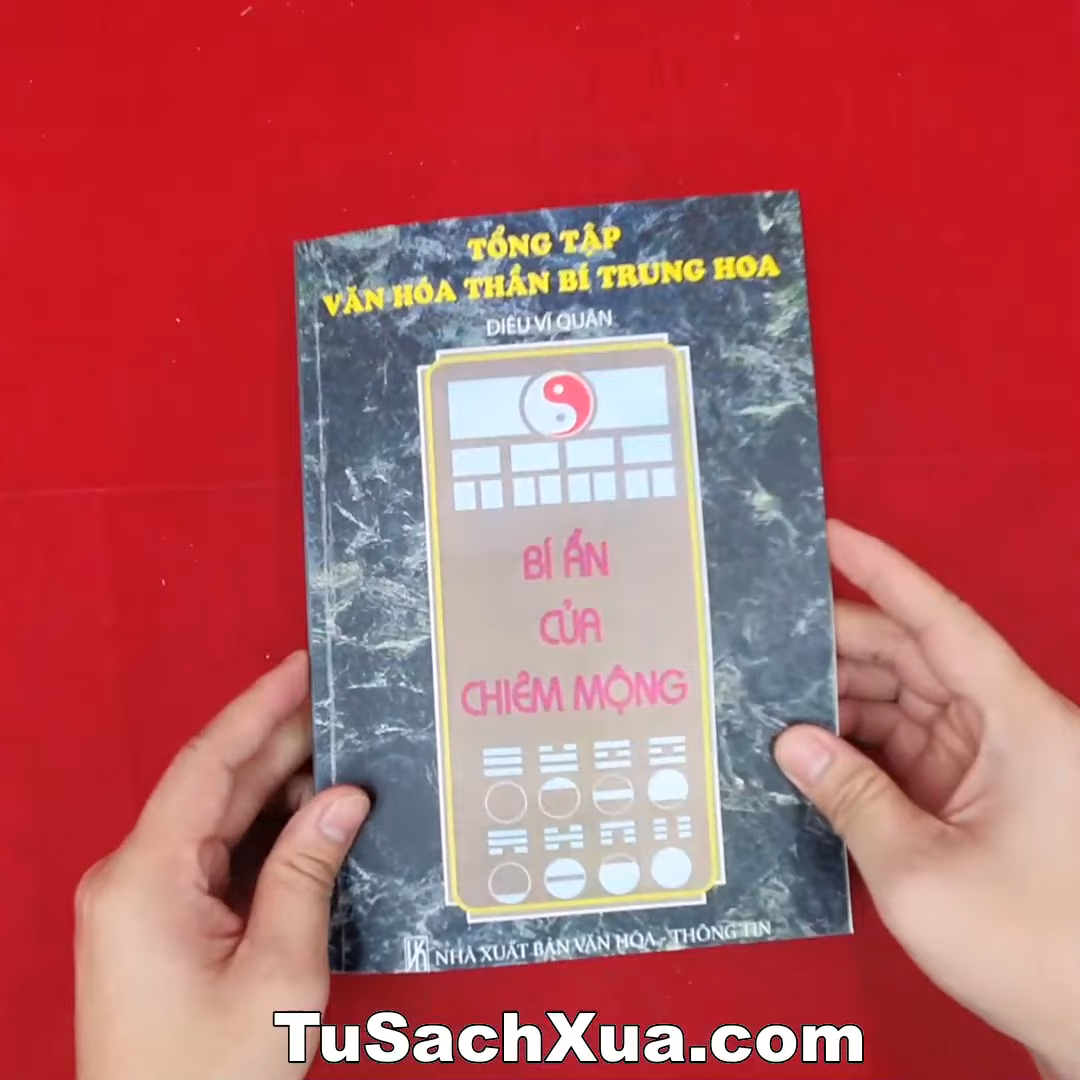 TỔNG TẬP
VĂN HÓA THẦN BÍ TRUNG HOA
DIÊU VĨ QUÂN
BÍ ẨN
CỦA
CHIÊM MỘNG
NHÀ XUẤT BẢN VĂN HÓA - THÔNG TIN
TuSachXua.com